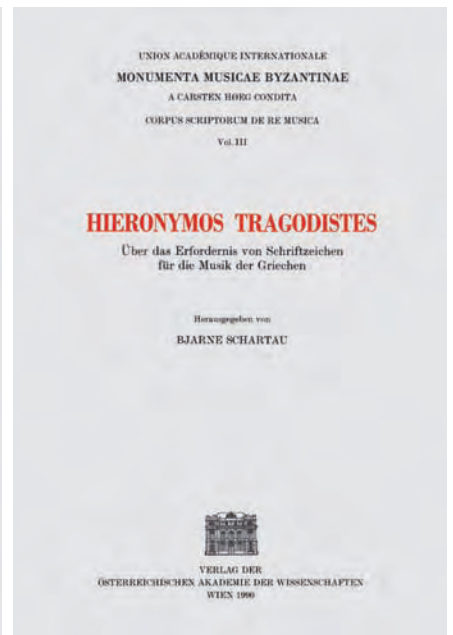 UNION ACADÉMIQUE INTERNATIONALE
MONUMENTA MUSICAE BYZANTINAE
A CARSTEN HØEG CONDITA
CORPUS SCRIPTORUM DE RE MUSICA
Vol. III
HIERONYMOS TRAGODISTES
Über das Erfordernis von Schriftzeichen
für die Musik der Griechen
Herausgegeben von
BJARNE SCHARTAU
VERLAG DER
ÖSTERREICHISCHEN AKADEMIE DER WISSENSCHAFTEN
WIEN 1990